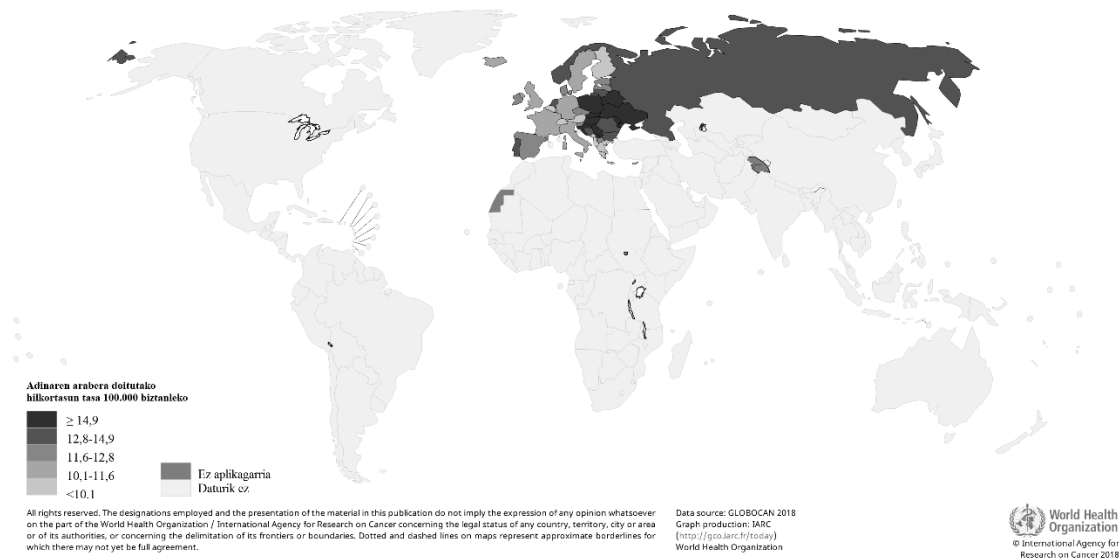 Adinaren arabera doitutako
hilkortasun tasa 100.000 biztanleko
≥ 14,9
12,8-14,9
11,6-12,8
10,1-11,6
<10,1
Ez aplikagarria
Daturik ez
All rights reserved. The designations employed and the presentation of the material in this publication do not imply the expression of any opinion whatsoever
on the part of the World Health Organization / International Agency for Research on Cancer concerning the legal status of any country, territory, city or area
or of its authorities, or concerning the delimitation of its frontiers or boundaries. Dotted and dashed lines on maps represent approximate borderlines for
which there may not yet be full agreement.
Data source: GLOBOCAN 2018
Graph production: IARC
(http://gco.iarc.fr/today)
World Health Organization
World Health
Organization
© International Agency for
Research on Cancer 2018